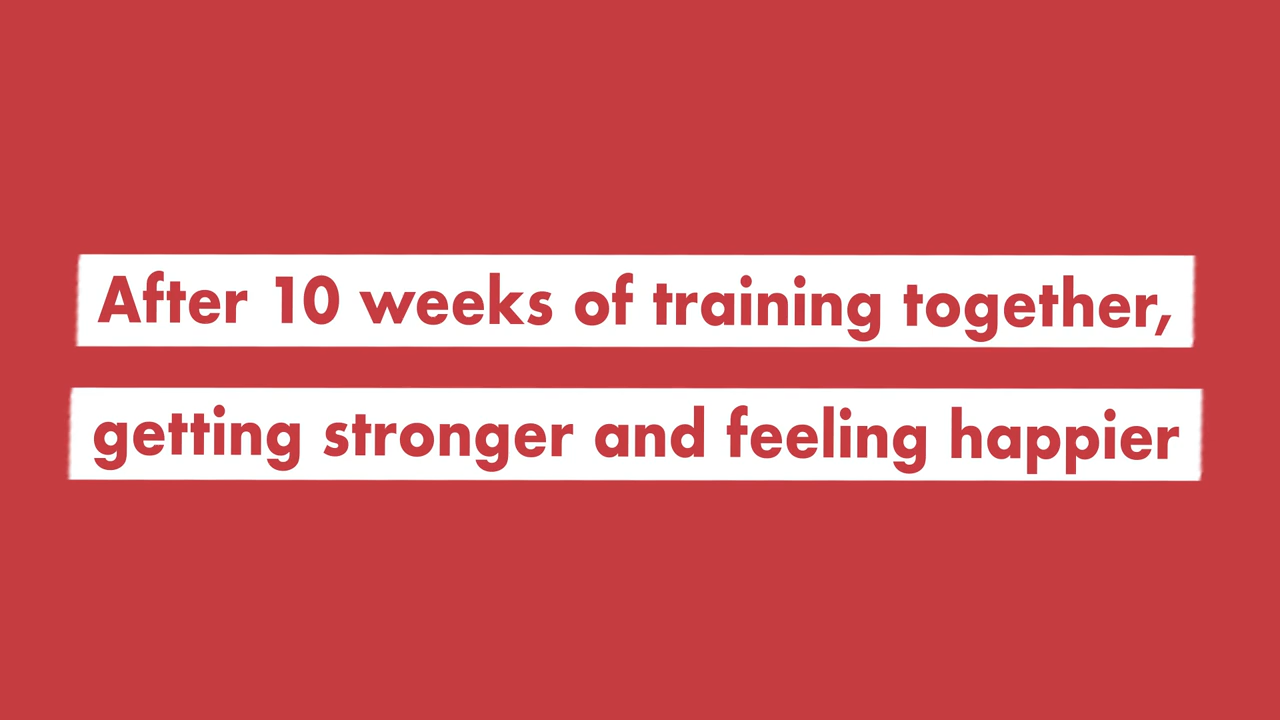 After 10 weeks of training together,
getting stronger and feeling happier